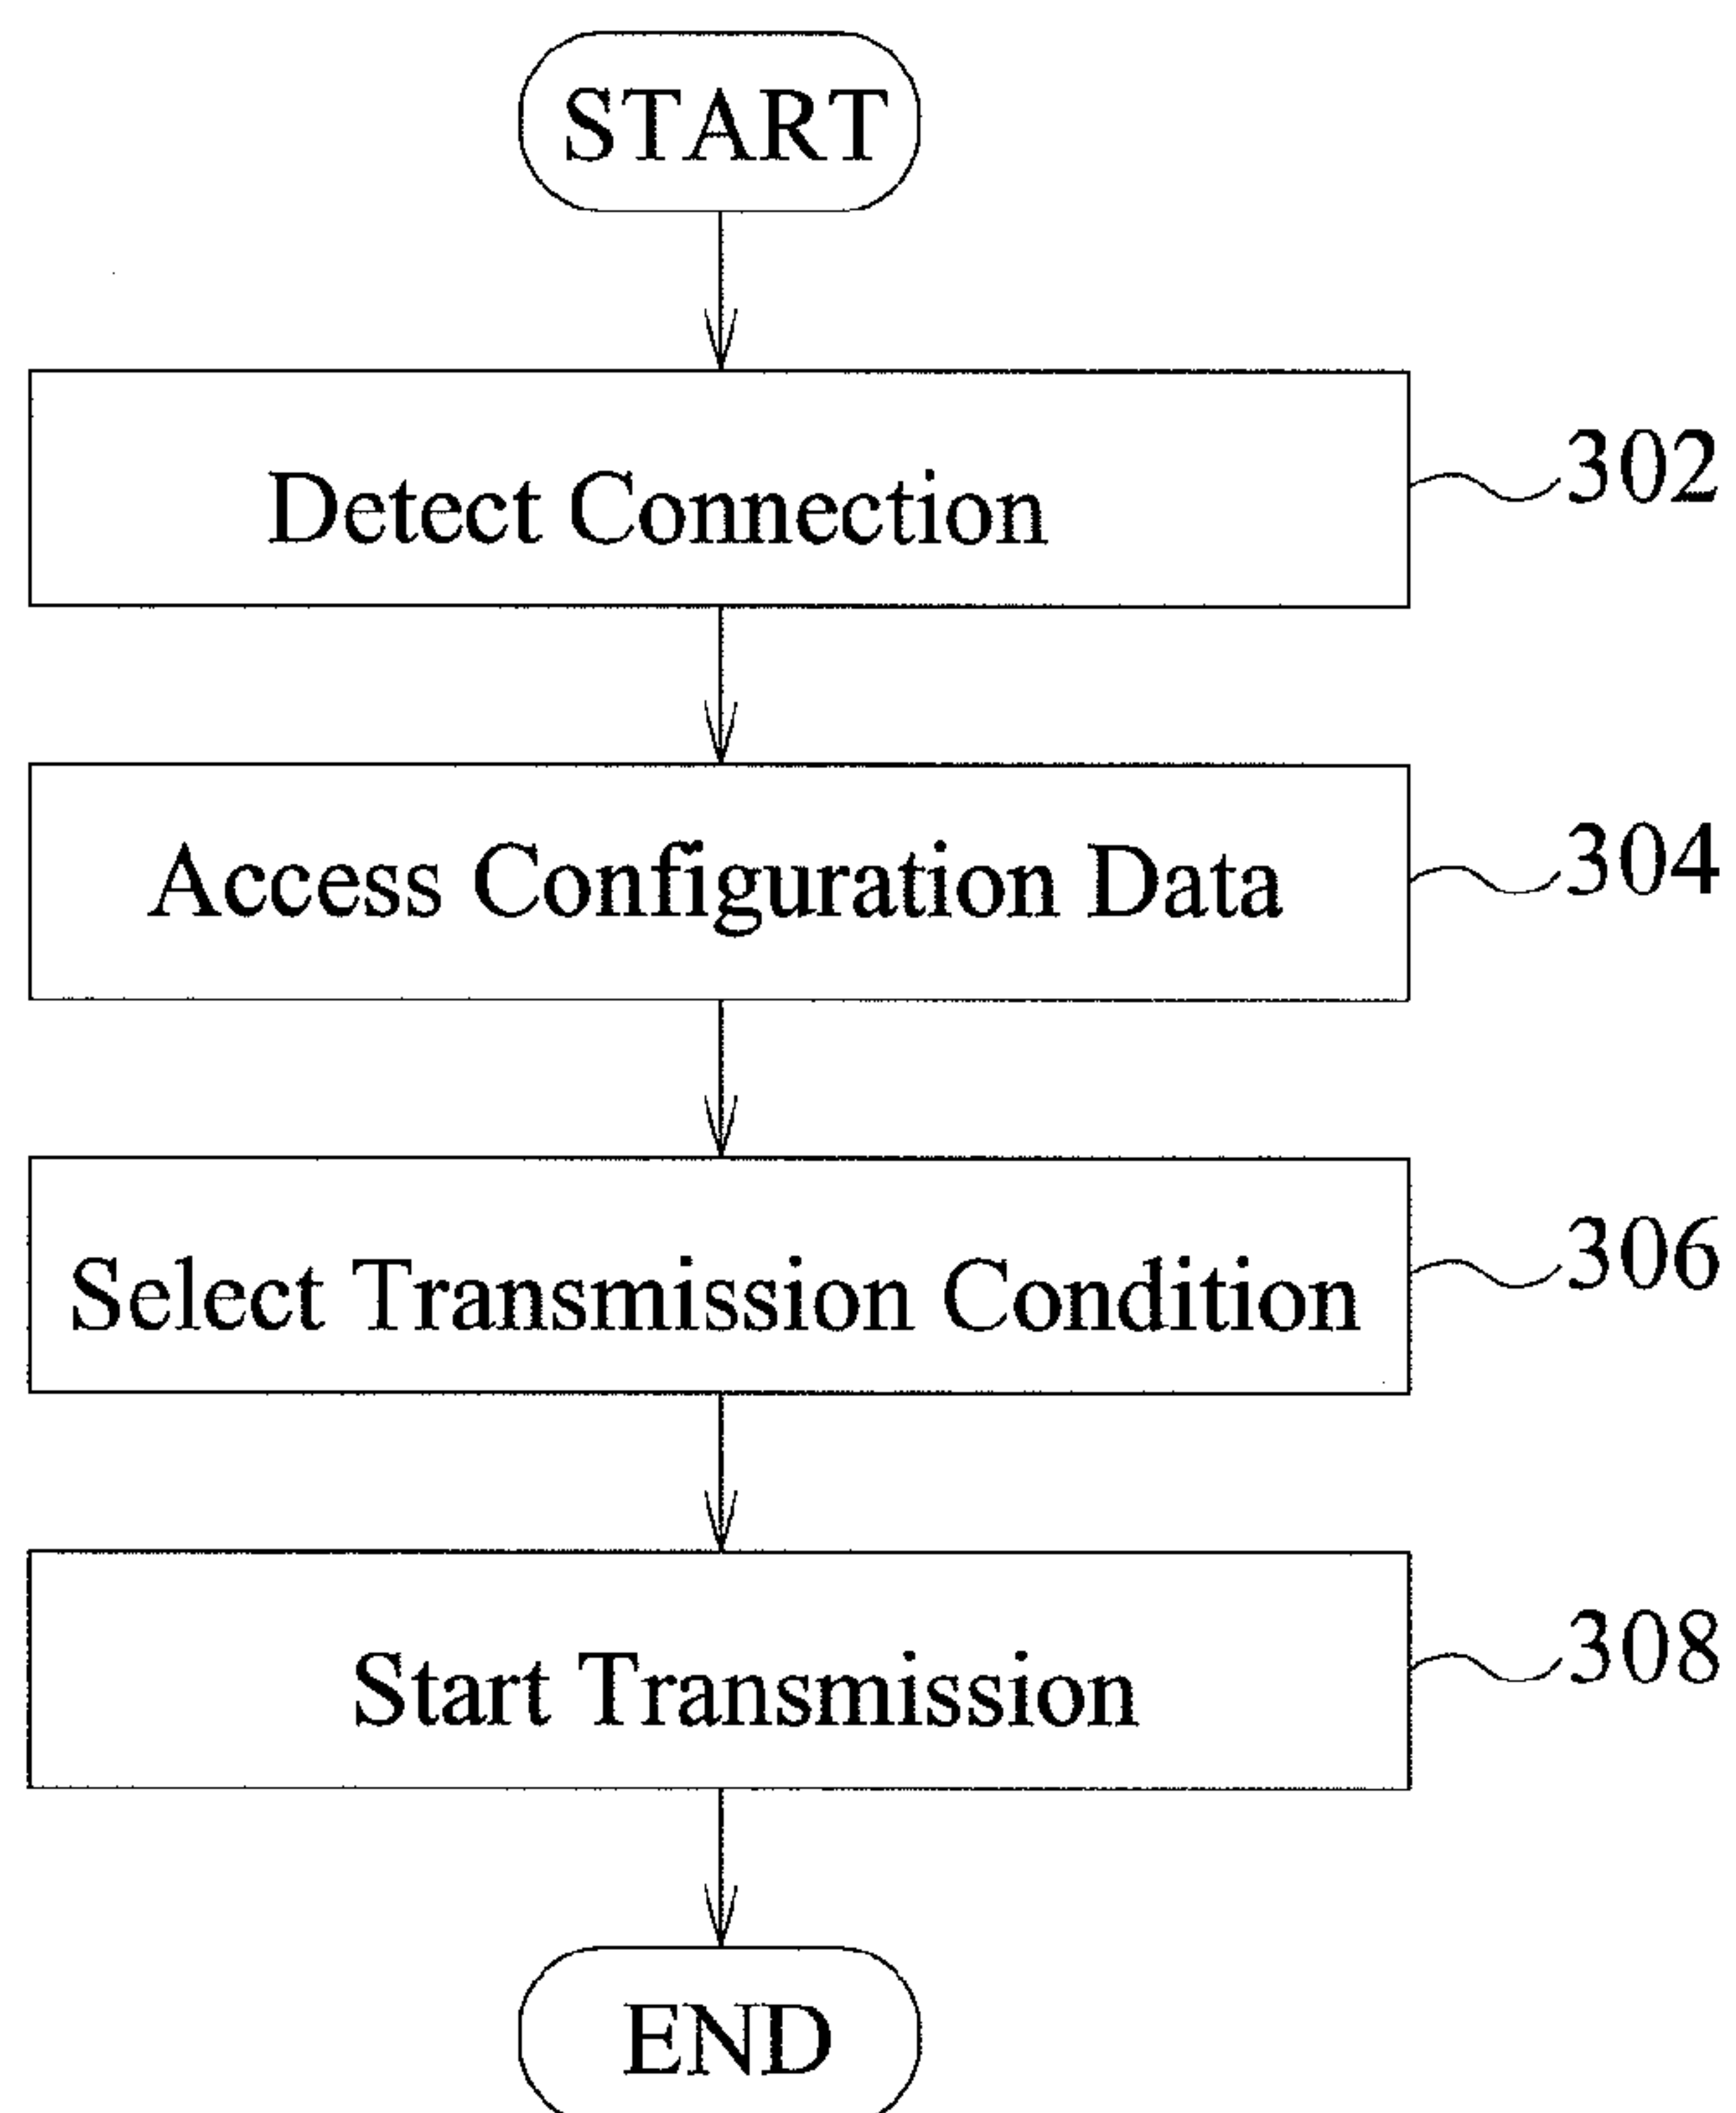 START
Detect Connection
302
Access Configuration Data
304
Select Transmission Condition
306
Start Transmission
308
END